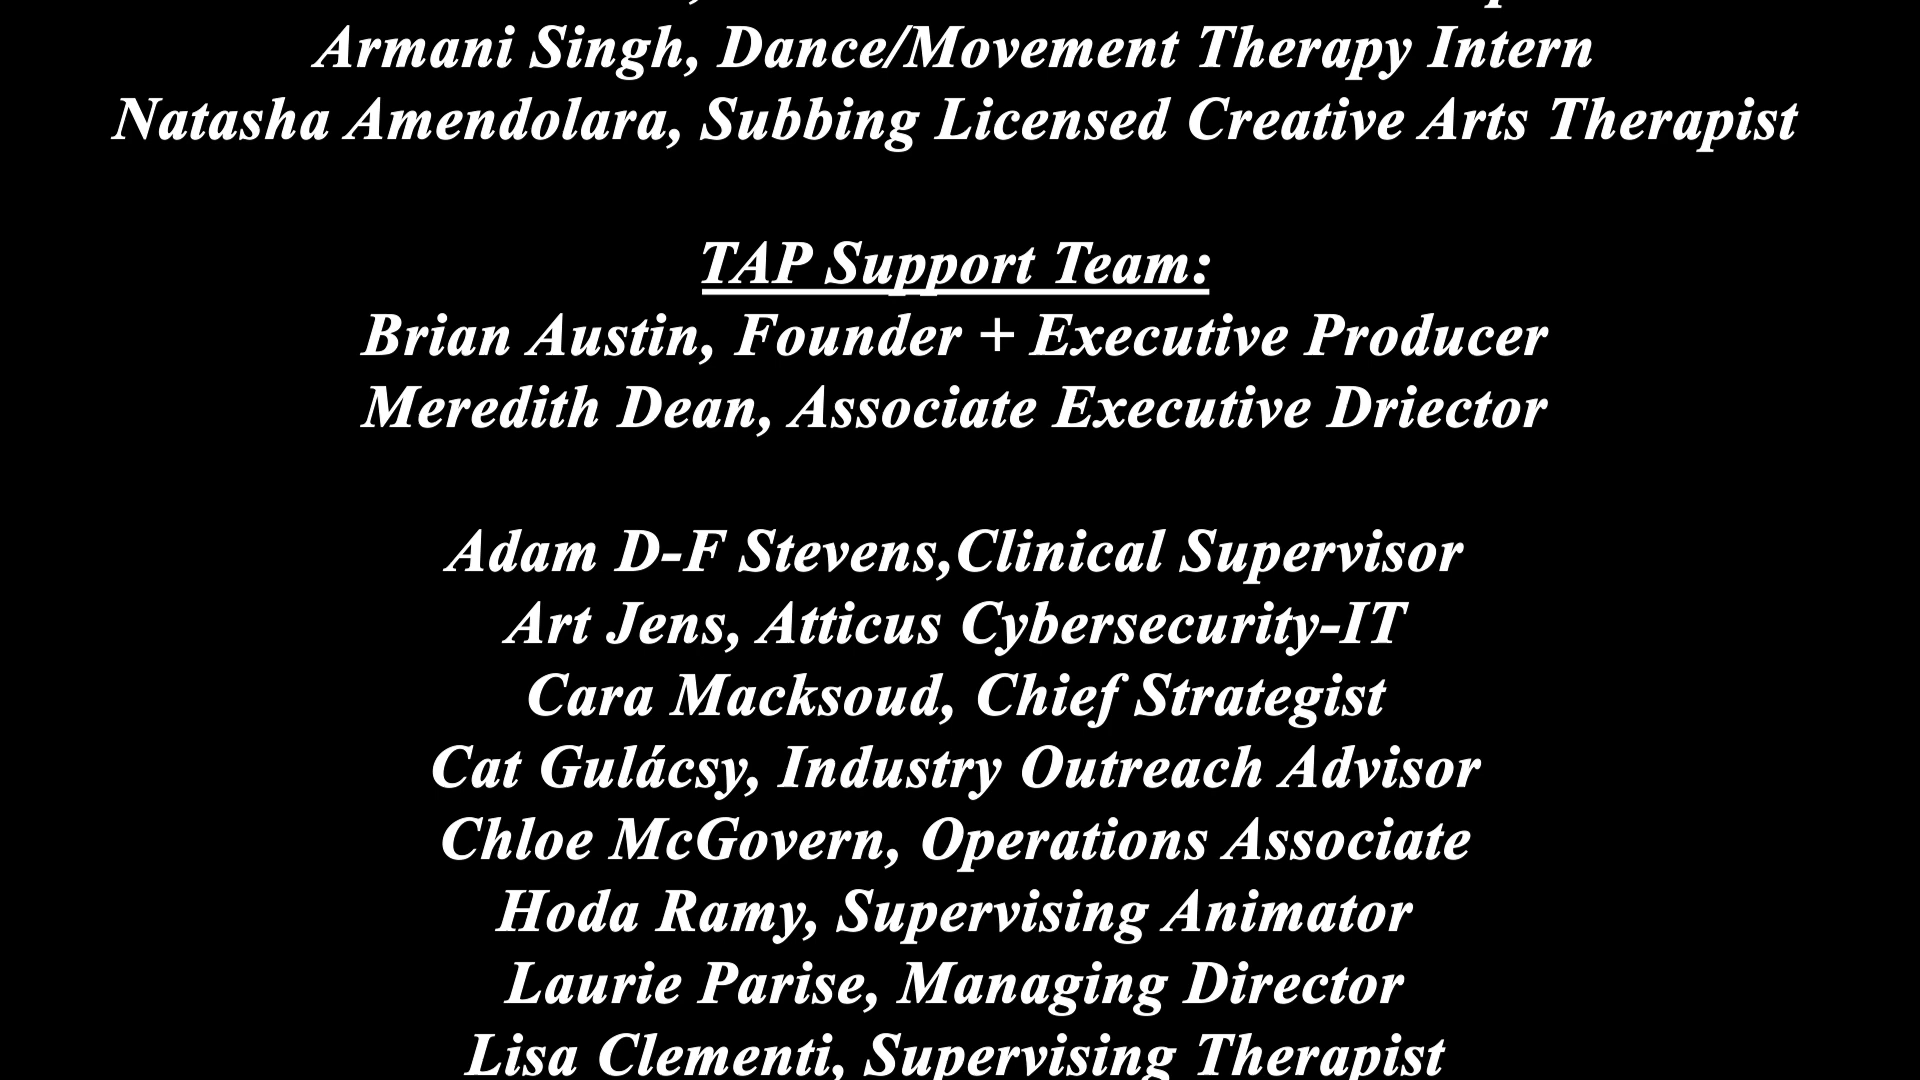 Armani Singh, Dance/Movement Therapy Intern
Natasha Amendolara, Subbing Licensed Creative Arts Therapist
TAP Support Team:
Brian Austin, Founder + Executive Producer
Meredith Dean, Associate Executive Driector
Adam D-F Stevens,Clinical Supervisor
Art Jens, Atticus Cybersecurity-IT
Cara Macksoud, Chief Strategist
Cat Gulácsy, Industry Outreach Advisor
Chloe McGovern, Operations Associate
Hoda Ramy, Supervising Animator
Laurie Parise, Managing Director
Lisa Clementi, Supervising Therapist